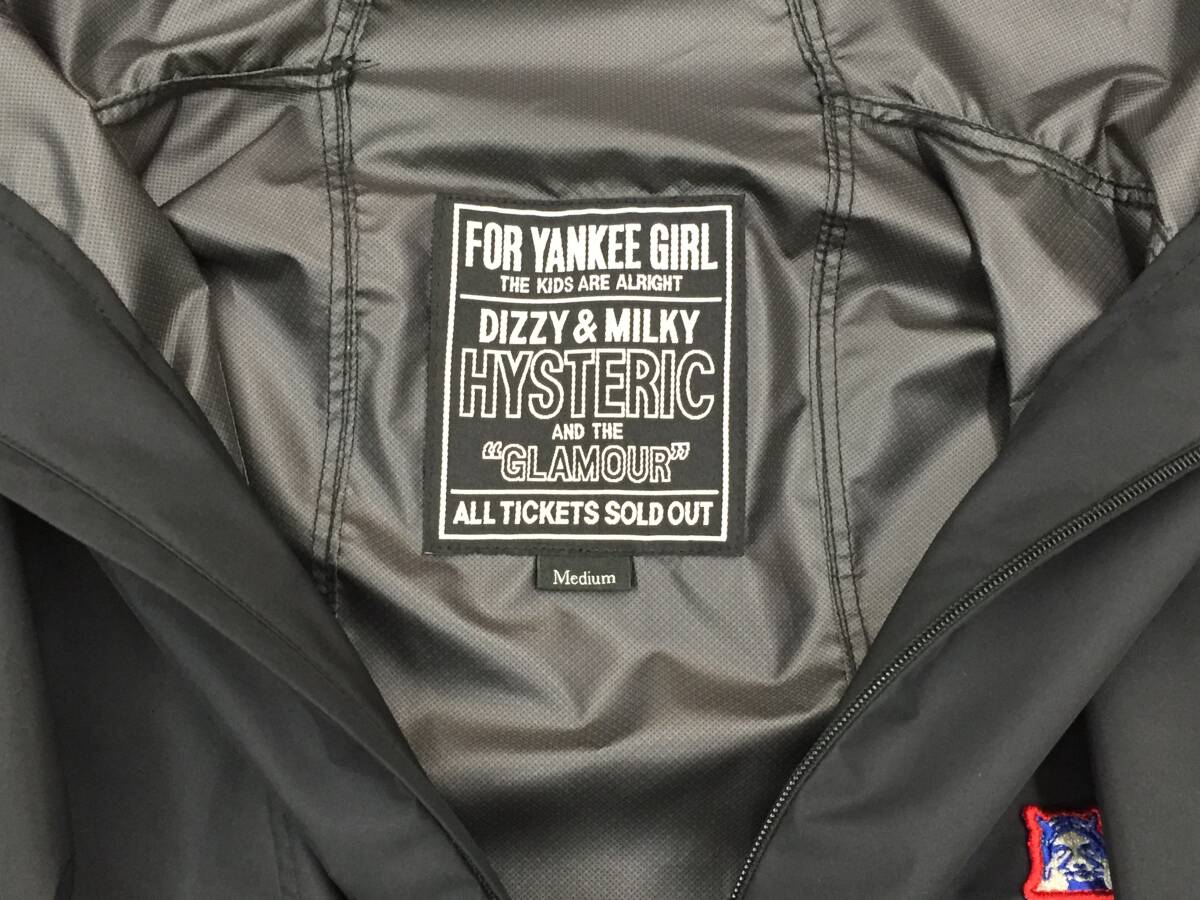 FOR YANKEE GIRL
THE KIDS ARE ALRIGHT
DIZZY & MILKY
HYSTERIC
AND THE
“GLAMOUR”
ALL TICKETS SOLD OUT
Medium